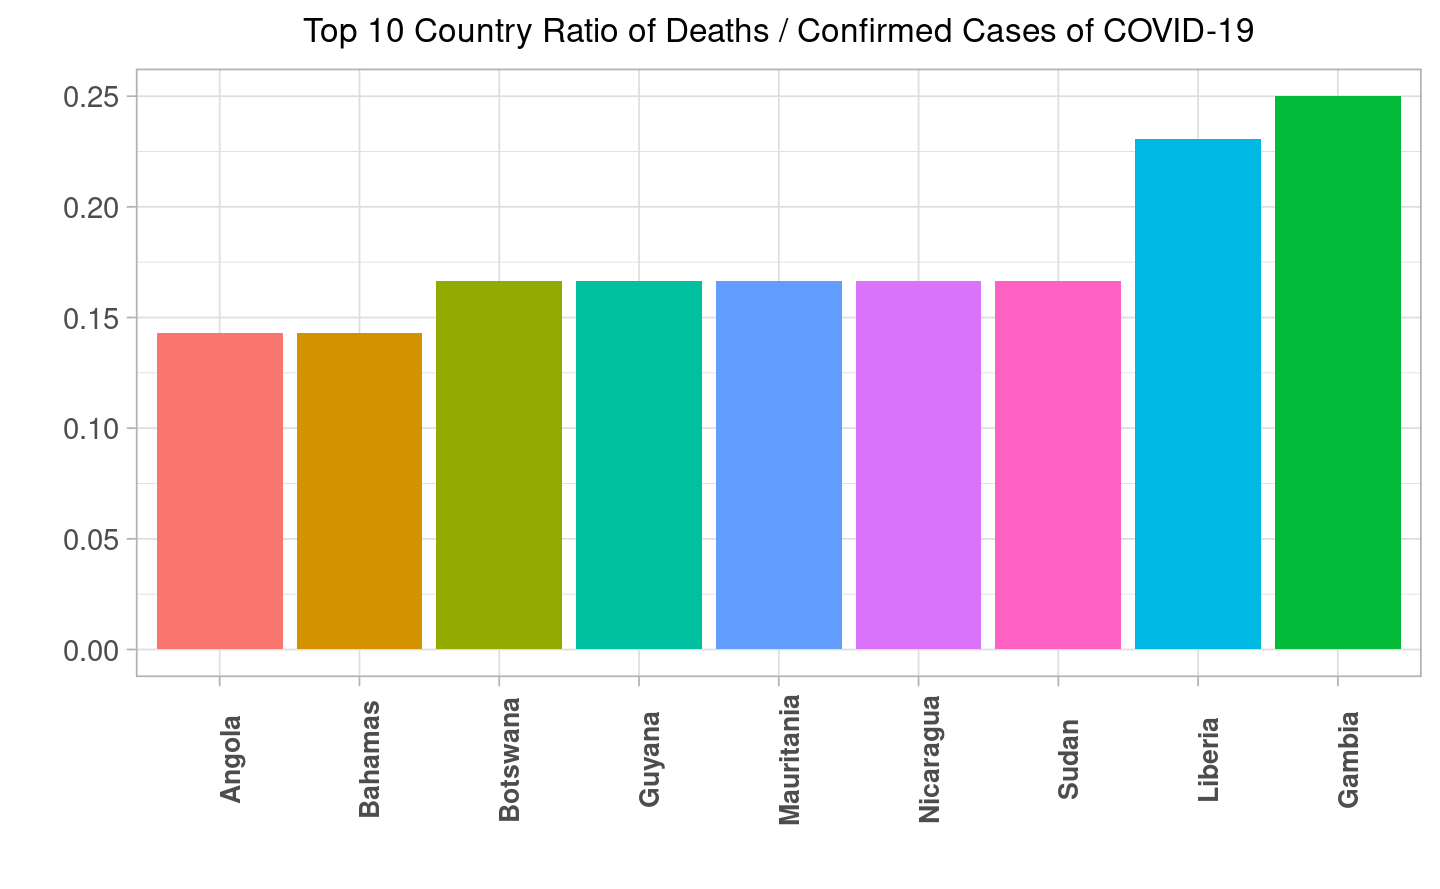 Top 10 Country Ratio of Deaths / Confirmed Cases of COVID-19
0.25
0.20
0.15
0.10
0.05
0.00
Angola
Bahamas
Botswana
Guyana
Mauritania
Nicaragua
Sudan
Liberia
Gambia